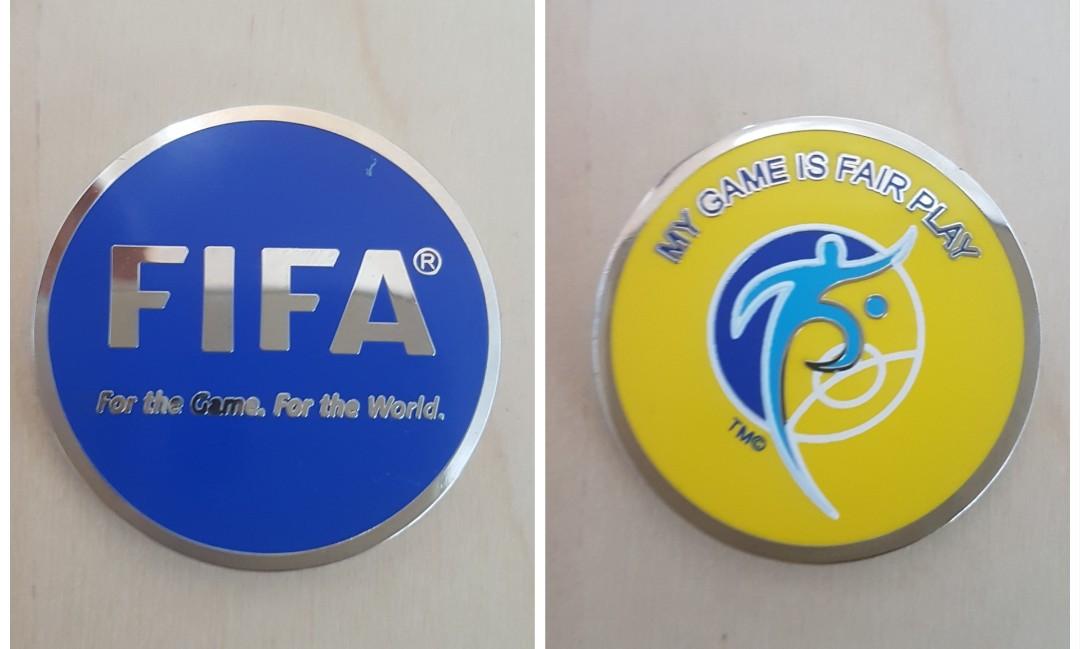 FIFA®
For the Game. For the World.
MY GAME IS FAIR PLAY
TM©